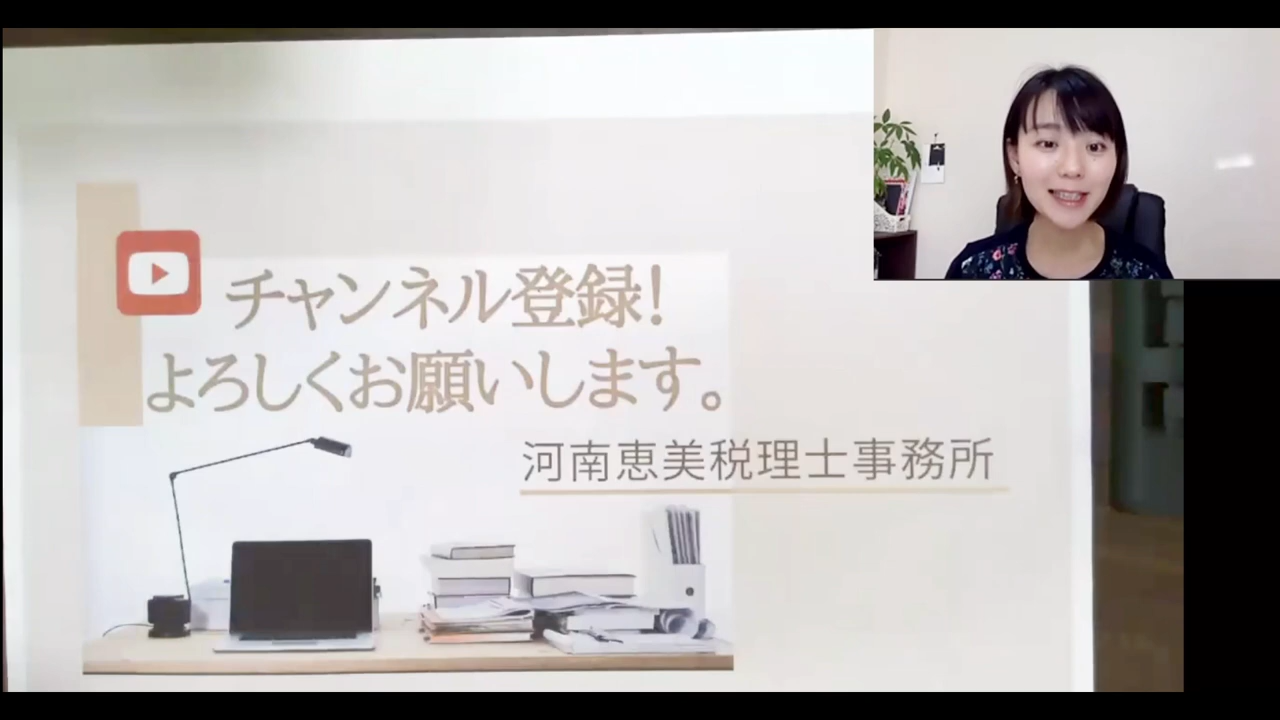 チャンネル登録!
よろしくお願いします。
河南恵美税理士事務所